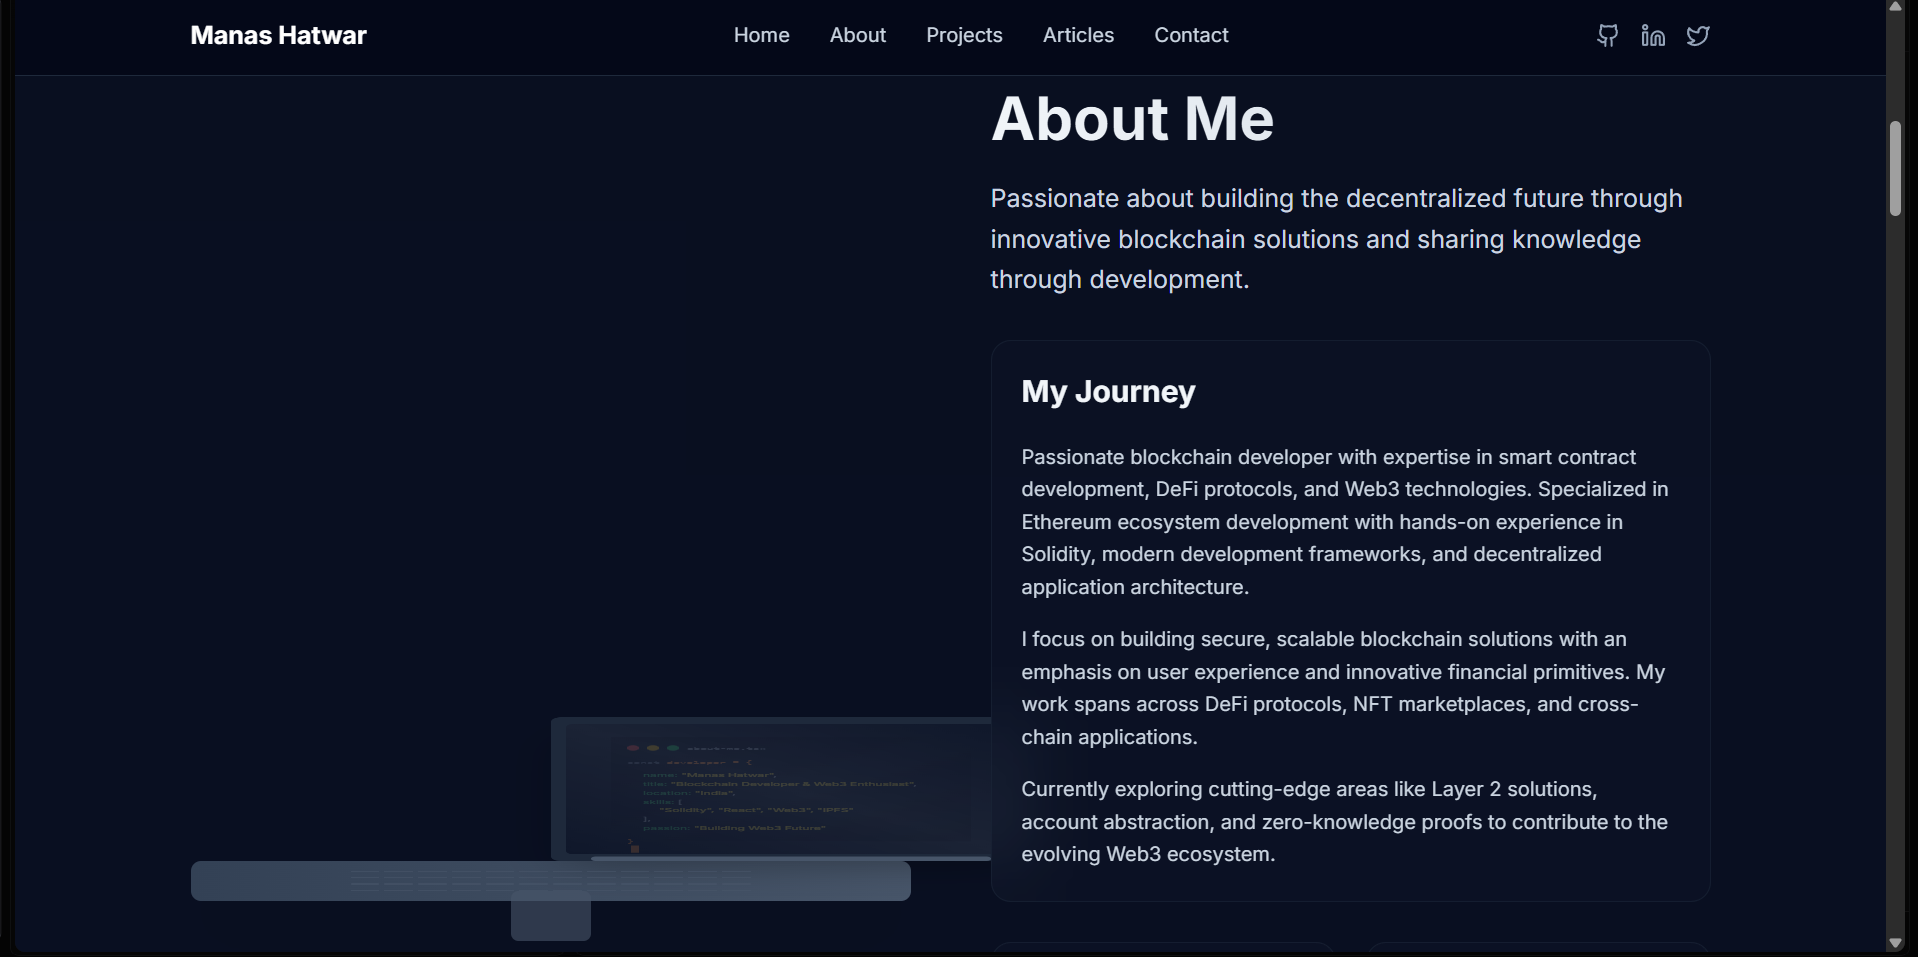 Manas Hatwar
Home
About
Projects
Articles
Contact
About Me
Passionate about building the decentralized future through
innovative blockchain solutions and sharing knowledge
through development.
My Journey
Passionate blockchain developer with expertise in smart contract
development, DeFi protocols, and Web3 technologies. Specialized in
Ethereum ecosystem development with hands-on experience in
Solidity, modern development frameworks, and decentralized
application architecture.
I focus on building secure, scalable blockchain solutions with an
emphasis on user experience and innovative financial primitives. My
work spans across DeFi protocols, NFT marketplaces, and cross-
chain applications.
Currently exploring cutting-edge areas like Layer 2 solutions,
account abstraction, and zero-knowledge proofs to contribute to the
evolving Web3 ecosystem.
const developer = {
name: "Manas Hatwar",
title: "Blockchain Developer & Web3 Enthusiast",
location: "India",
skills: [
"Solidity", "React", "Web3", "IPFS"
],
passion: "Building Web3 Future"
}